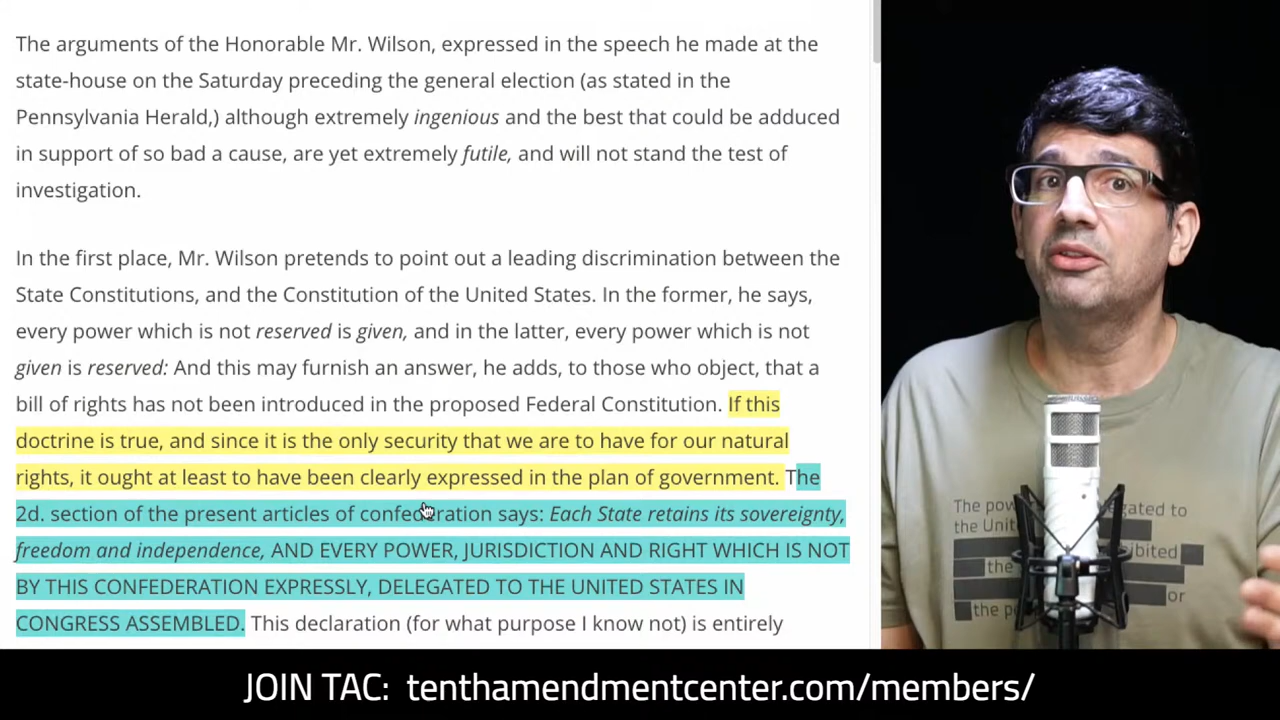 The arguments of the Honorable Mr. Wilson, expressed in the speech he made at the
state-house on the Saturday preceding the general election (as stated in the
Pennsylvania Herald,) although extremely ingenious and the best that could be adduced
in support of so bad a cause, are yet extremely futile, and will not stand the test of
investigation.
In the first place, Mr. Wilson pretends to point out a leading discrimination between the
State Constitutions, and the Constitution of the United States. In the former, he says,
every power which is not reserved is given, and in the latter, every power which is not
given is reserved: And this may furnish an answer, he adds, to those who object, that a
bill of rights has not been introduced in the proposed Federal Constitution. If this
doctrine is true, and since it is the only security that we are to have for our natural
rights, it ought at least to have been clearly expressed in the plan of government. The
2d. section of the present articles of confederation says: Each State retains its sovereignty,
freedom and independence, AND EVERY POWER, JURISDICTION AND RIGHT WHICH IS NOT
BY THIS CONFEDERATION EXPRESSLY, DELEGATED TO THE UNITED STATES IN
CONGRESS ASSEMBLED. This declaration (for what purpose I know not) is entirely
The pow egated to
the Unit ibited
the or
the p
JOIN TAC: tenthamendmentcenter.com/members/